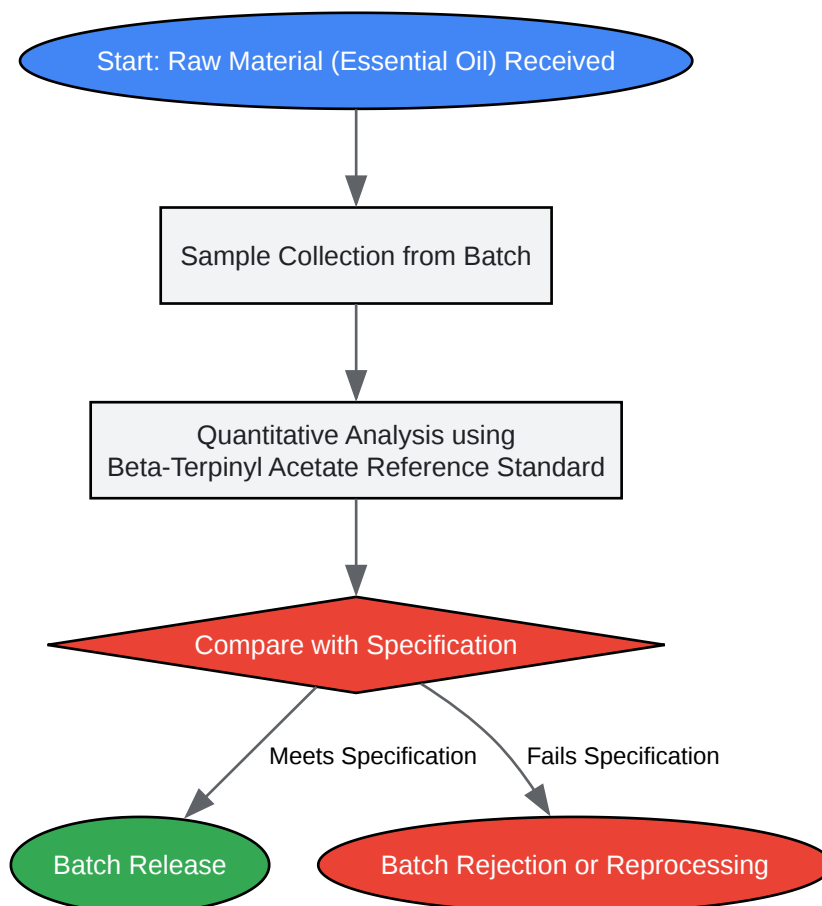 Start: Raw Material (Essential Oil) Received
Sample Collection from Batch
Quantitative Analysis using
Beta-Terpinyl Acetate Reference Standard
Compare with Specification
Meets Specification
Fails Specification
Batch Release
Batch Rejection or Reprocessing